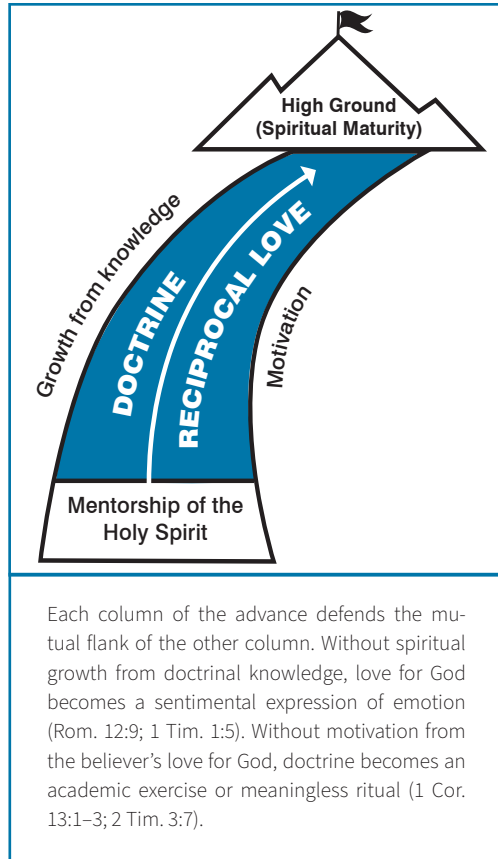 High Ground
(Spiritual Maturity)
Growth from knowledge
DOCTRINE
RECIPROCAL LOVE
Motivation
Mentorship of the
Holy Spirit
Each column of the advance defends the mu-
tual flank of the other column. Without spiritual
growth from doctrinal knowledge, love for God
becomes a sentimental expression of emotion
(Rom. 12:9; 1 Tim. 1:5). Without motivation from
the believer’s love for God, doctrine becomes an
academic exercise or meaningless ritual (1 Cor.
13:1–3; 2 Tim. 3:7).